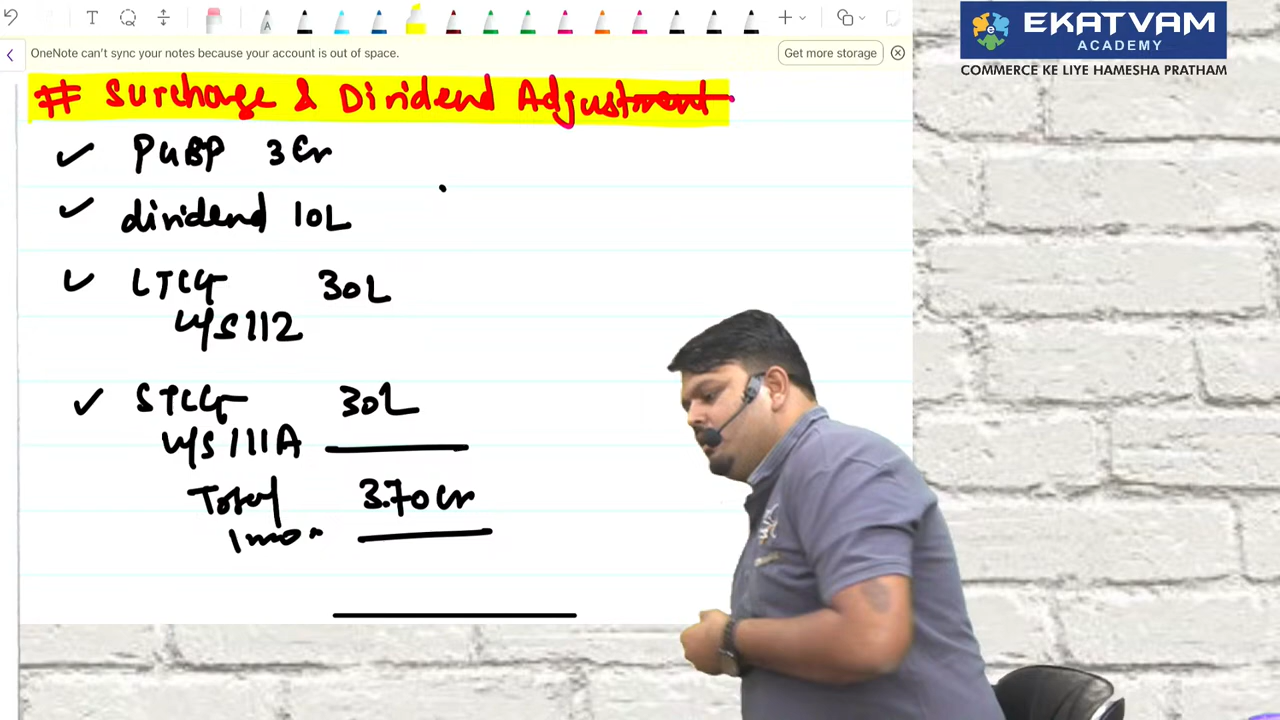 EKATVAM
ACADEMY
COMMERCE KE LIYE HAMESHA PRATHAM
OneNote can't sync your notes because your account is out of space.
Get more storage
# Surcharge & Dividend Adjustment
PGBP 3Cr
dividend 10L
LTCG 30L
u/s 112
STCG 30L
u/s 111A
Total 3.70cr